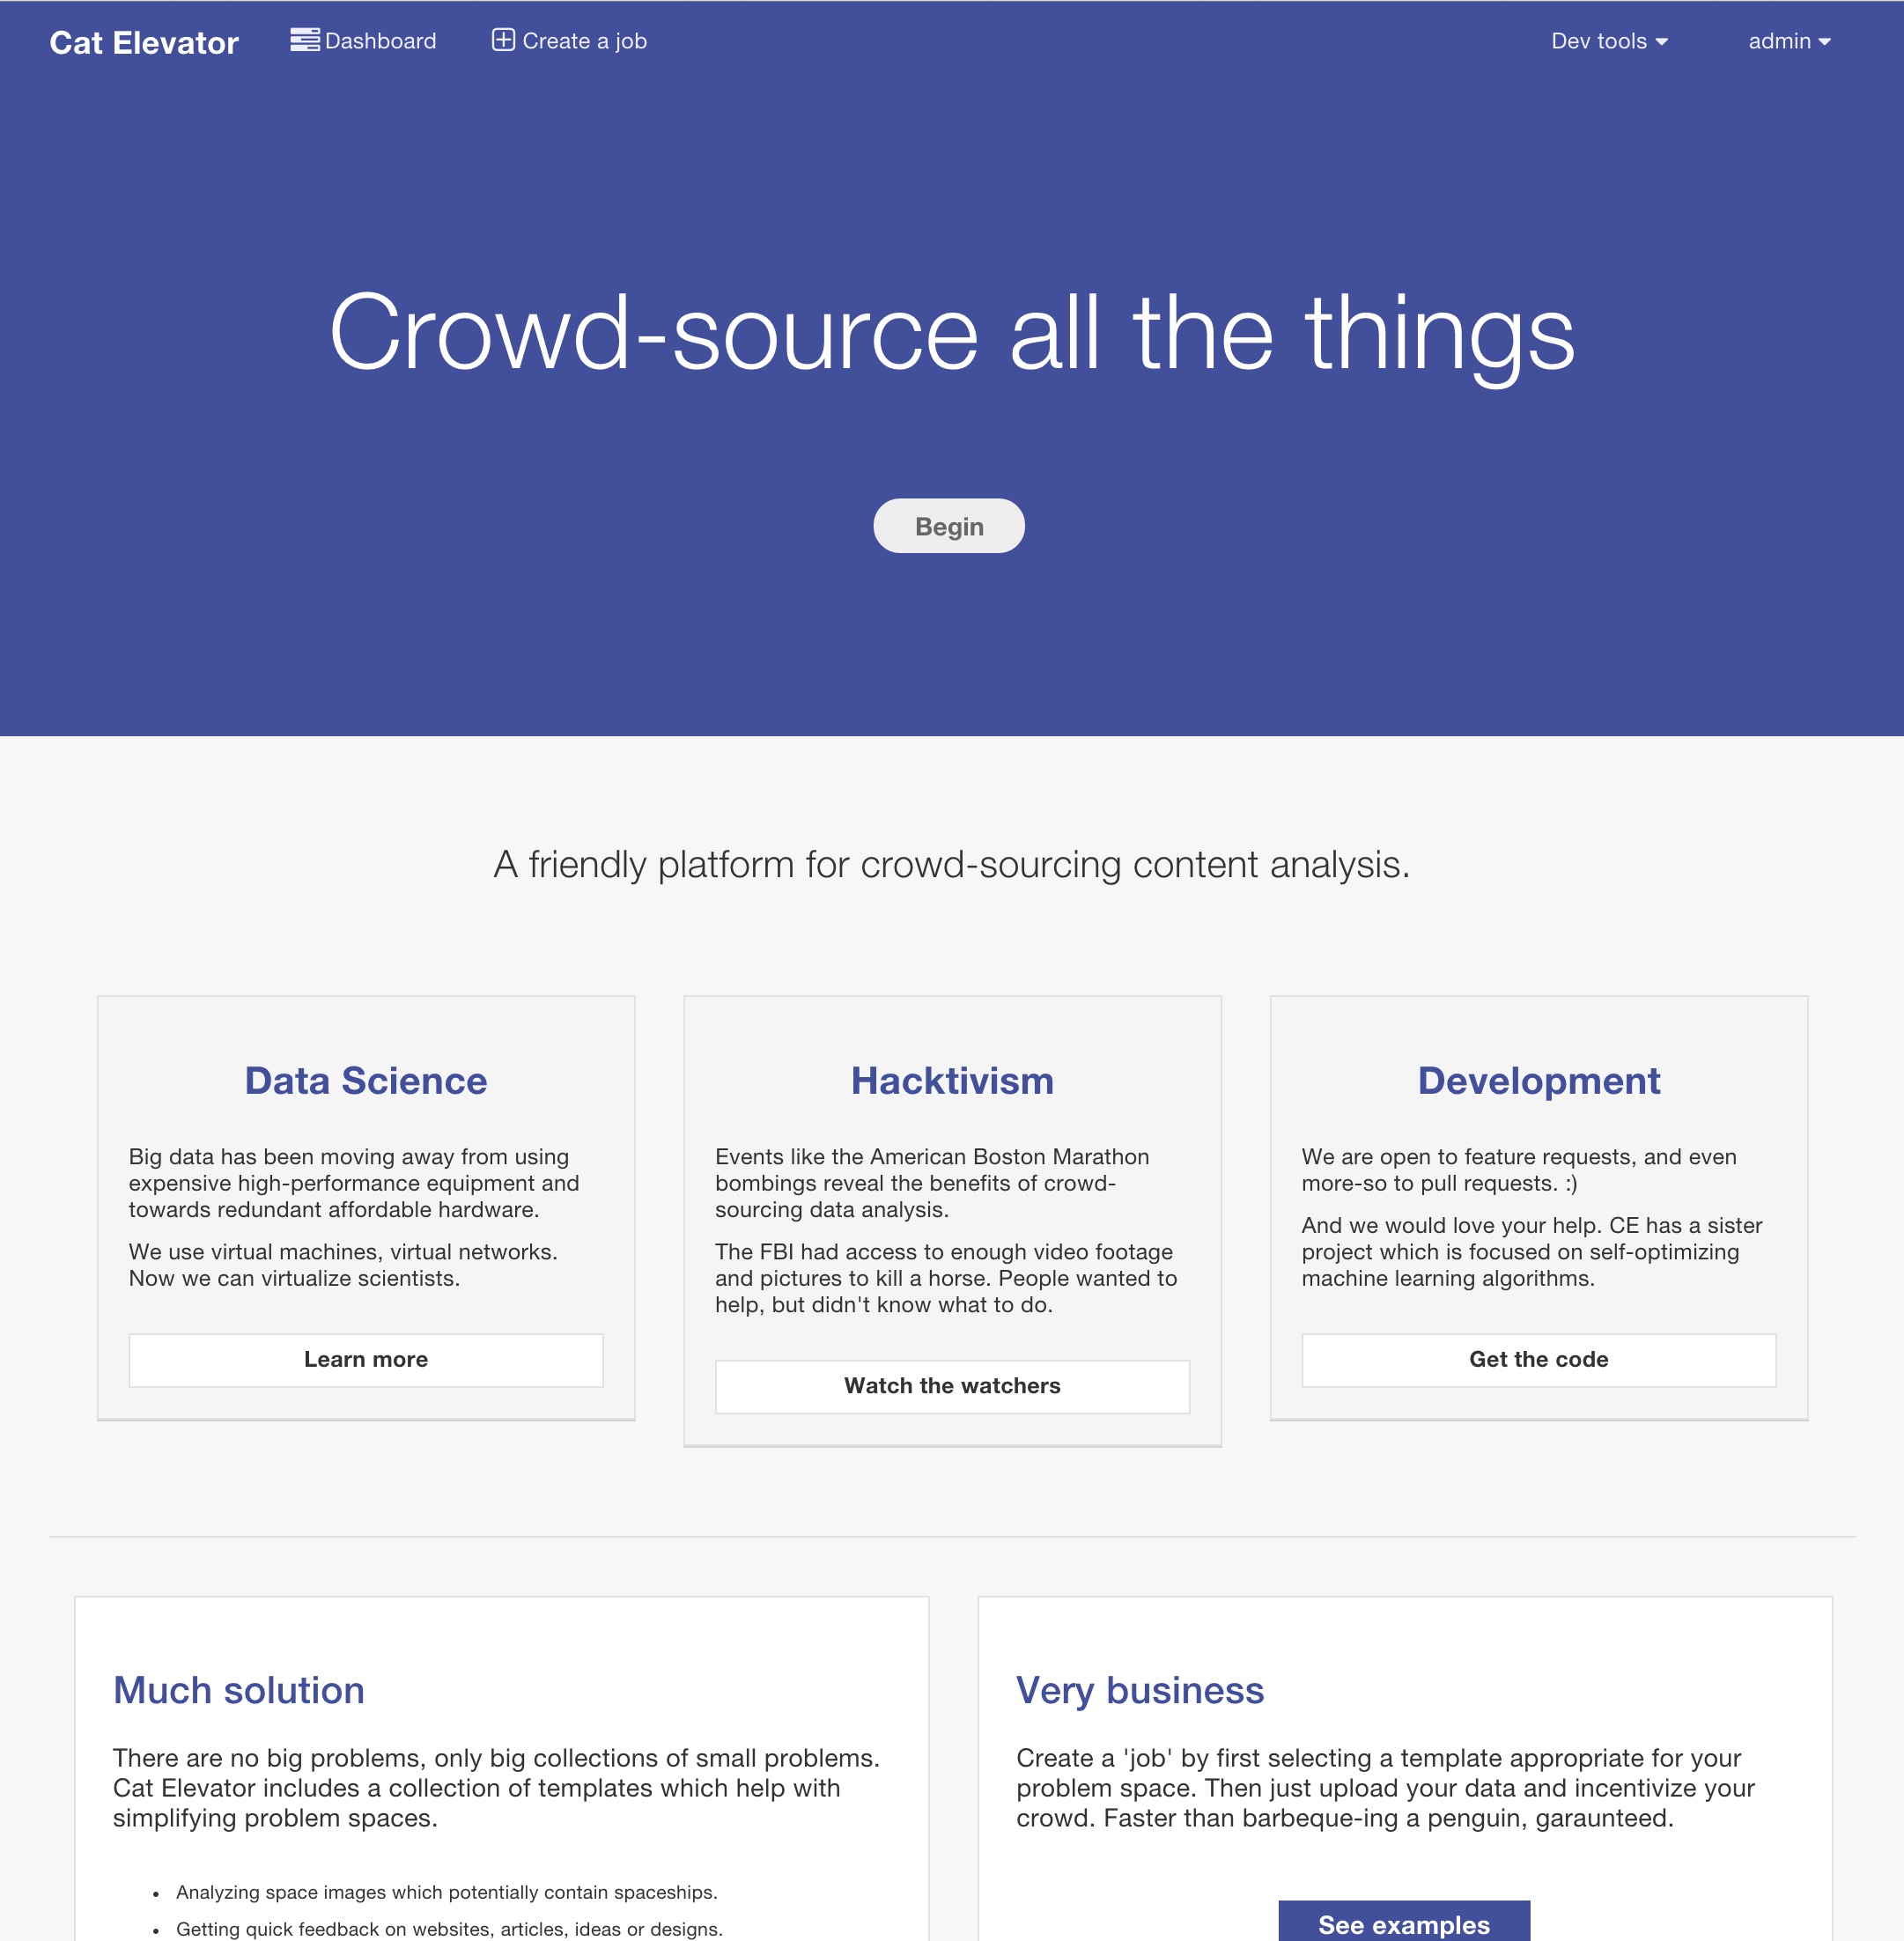 Cat Elevator Dashboard Create a job Dev tools admin
Crowd-source all the things
Begin
A friendly platform for crowd-sourcing content analysis.
Data Science
Big data has been moving away from using
expensive high-performance equipment and
towards redundant affordable hardware.
We use virtual machines, virtual networks.
Now we can virtualize scientists.
Learn more
Hacktivism
Events like the American Boston Marathon
bombings reveal the benefits of crowd-
sourcing data analysis.
The FBI had access to enough video footage
and pictures to kill a horse. People wanted to
help, but didn't know what to do.
Watch the watchers
Development
We are open to feature requests, and even
more-so to pull requests. :)
And we would love your help. CE has a sister
project which is focused on self-optimizing
machine learning algorithms.
Get the code
Much solution
There are no big problems, only big collections of small problems.
Cat Elevator includes a collection of templates which help with
simplifying problem spaces.
• Analyzing space images which potentially contain spaceships.
• Getting quick feedback on websites, articles, ideas or designs.
Very business
Create a 'job' by first selecting a template appropriate for your
problem space. Then just upload your data and incentivize your
crowd. Faster than barbeque-ing a penguin, garaunteed.
See examples